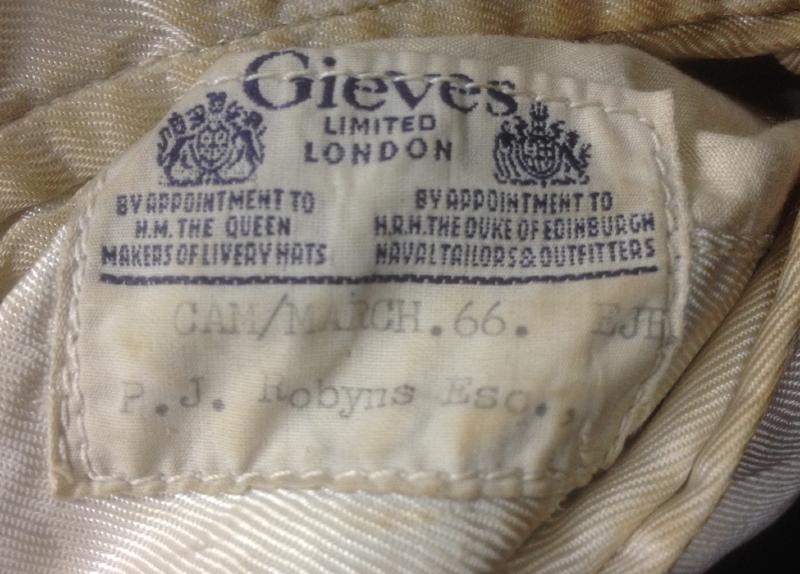 Gieves
LIMITED
LONDON
BY APPOINTMENT TO
H.M. THE QUEEN
MAKERS OF LIVERY HATS
BY APPOINTMENT TO
H.R.H. THE DUKE OF EDINBURGH
NAVAL TAILORS & OUTFITTERS
CAM/MARCH.66.
P.J. Robyns Esq.,